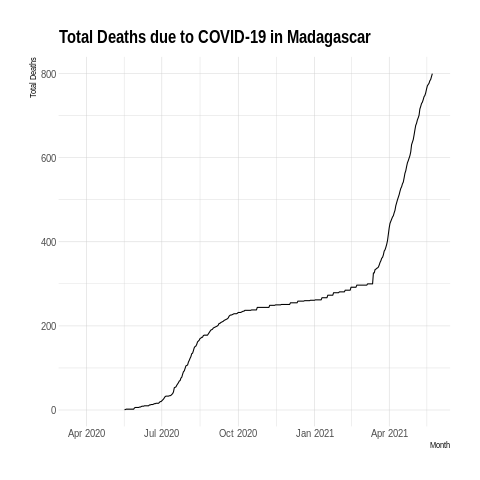 Total Deaths due to COVID-19 in Madagascar
Total Deaths
800
600
400
200
0
Apr 2020 Jul 2020 Oct 2020 Jan 2021 Apr 2021
Month